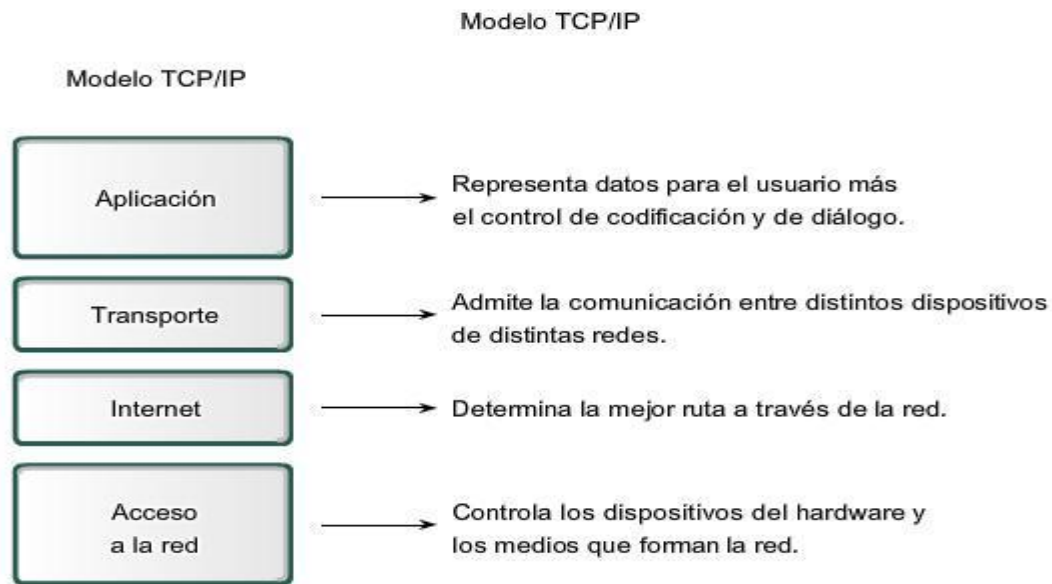 Modelo TCP/IP
Modelo TCP/IP
Aplicación
Representa datos para el usuario más
el control de codificación y de diálogo.
Transporte
Admite la comunicación entre distintos dispositivos
de distintas redes.
Internet
Determina la mejor ruta a través de la red.
Acceso
a la red
Controla los dispositivos del hardware y
los medios que forman la red.